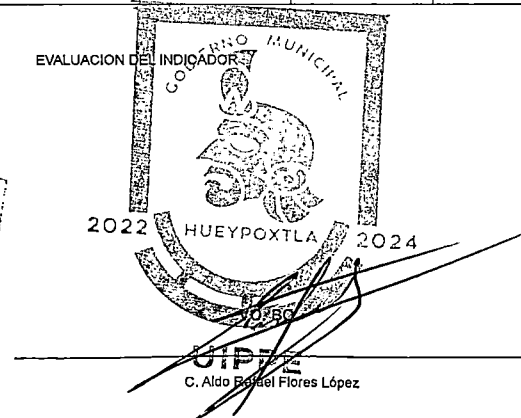 EVALUACION DEL INDICADOR
GOBIERNO MUNICIPAL
2022 HUEYPOXTLA 2024
VO. BO.
UIPPE
C. Aldo Rafael Flores López